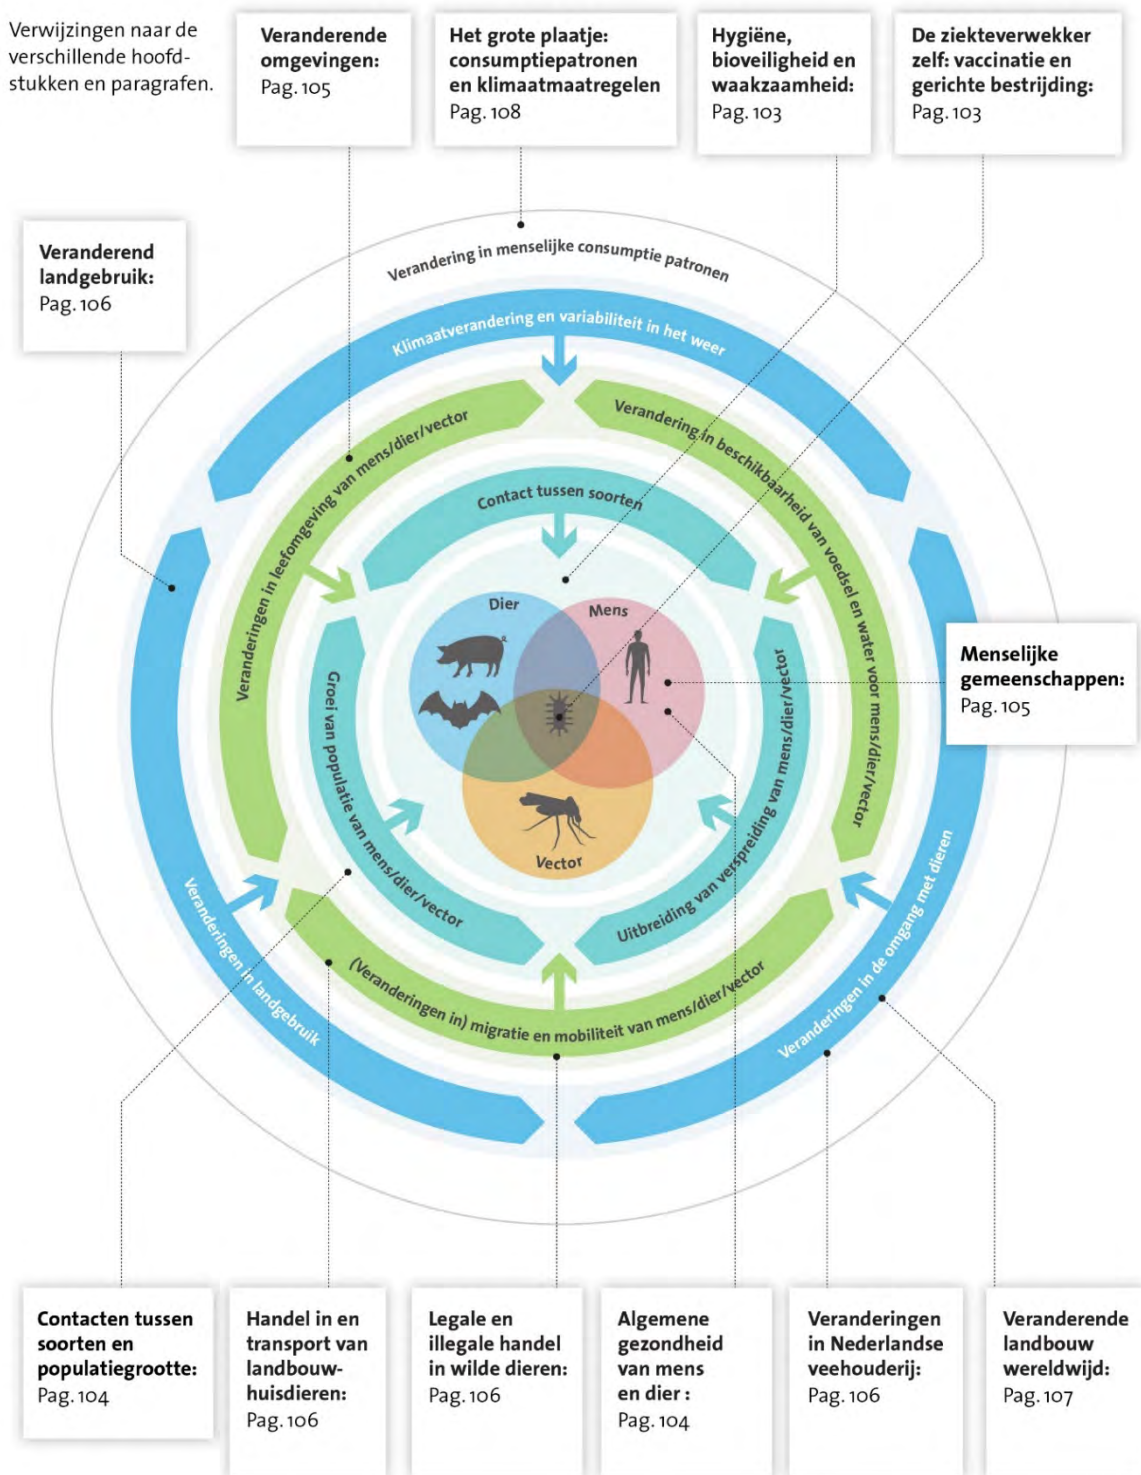 Verwijzingen naar de
verschillende hoofd-
stukken en paragrafen.
Veranderende
omgevingen:
Pag. 105
Het grote plaatje:
consumptiepatronen
en klimaatmaatregelen
Pag. 108
Hygiëne,
bioveiligheid en
waakzaamheid:
Pag. 103
De ziekteverwekker
zelf: vaccinatie en
gerichte bestrijding:
Pag. 103
Veranderend
landgebruik:
Pag. 106
Verandering in menselijke consumptie patronen
Klimaatverandering en variabiliteit in het weer
Veranderingen in leefomgeving van mens/dier/vector
Verandering in beschikbaarheid van voedsel en water voor mens/dier/vector
Contact tussen soorten
Dier
Mens
Vector
Menselijke
gemeenschappen:
Pag. 105
Groei van populatie van mens/dier/vector
Uitbreiding van verspreiding van mens/dier/vector
(Veranderingen in) migratie en mobiliteit van mens/dier/vector
Veranderingen in landgebruik
Veranderingen in de omgang met dieren
Contacten tussen
soorten en
populatiegrootte:
Pag. 104
Handel in en
transport van
landbouw-
huisdieren:
Pag. 106
Legale en
illegale handel
in wilde dieren:
Pag. 106
Algemene
gezondheid
van mens
en dier :
Pag. 104
Veranderingen
in Nederlandse
veehouderij:
Pag. 106
Veranderende
landbouw
wereldwijd:
Pag. 107